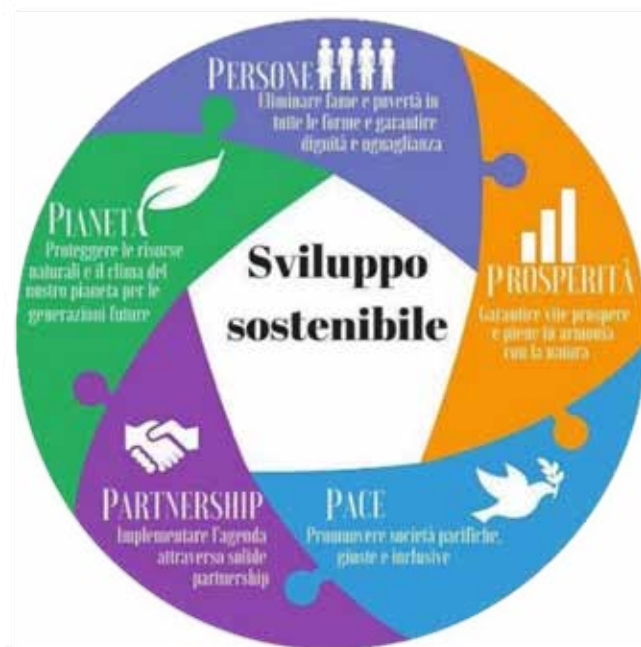 PERSONE
Eliminare fame e povertà in
tutte le forme e garantire
dignità e uguaglianza
PROSPERITÀ
Garantire vite prospere
e piene in armonia
con la natura
PACE
Promuovere società pacifiche,
giuste e inclusive
PARTNERSHIP
Implementare l'agenda
attraverso solide
partnership
PIANETA
Proteggere le risorse
naturali e il clima del
nostro pianeta per le
generazioni future
Sviluppo
sostenibile